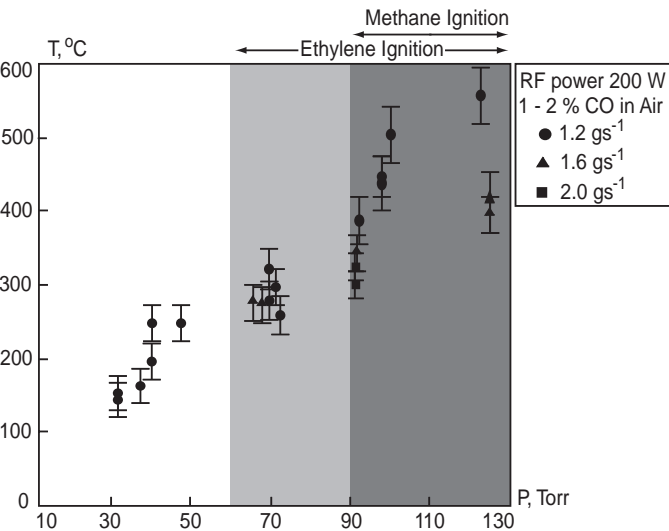 Methane Ignition
T, °C
Ethylene Ignition
600
500
400
300
200
100
0
10 30 50 70 90 110 130
P, Torr
RF power 200 W
1 - 2 % CO in Air
1.2 gs⁻¹
1.6 gs⁻¹
2.0 gs⁻¹